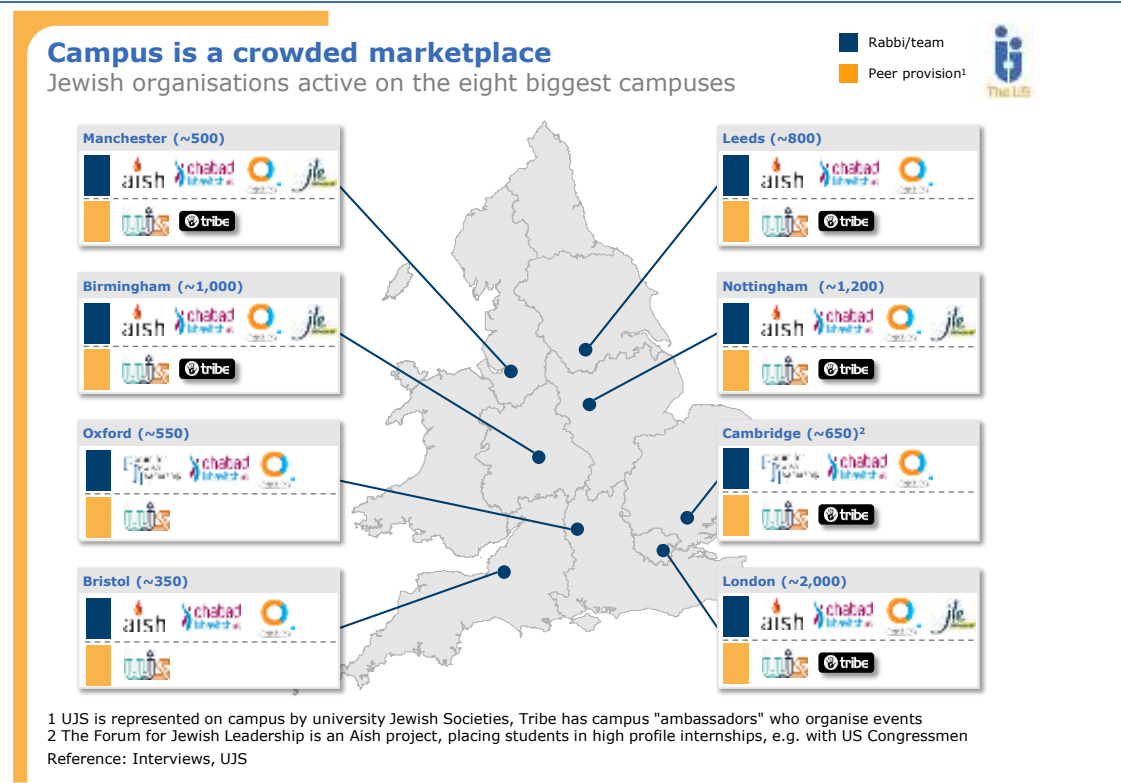 Campus is a crowded marketplace
Jewish organisations active on the eight biggest campuses
Rabbi/team
Peer provision¹
The UJS
Manchester (~500)
aish chabad jle
UJS tribe
Birmingham (~1,000)
aish chabad jle
UJS tribe
Oxford (~550)
chabad
UJS
Bristol (~350)
aish chabad
UJS
Leeds (~800)
aish chabad
UJS tribe
Nottingham (~1,200)
aish chabad jle
UJS tribe
Cambridge (~650)²
chabad
UJS tribe
London (~2,000)
aish chabad jle
UJS tribe
1 UJS is represented on campus by university Jewish Societies, Tribe has campus "ambassadors" who organise events
2 The Forum for Jewish Leadership is an Aish project, placing students in high profile internships, e.g. with US Congressmen
Reference: Interviews, UJS